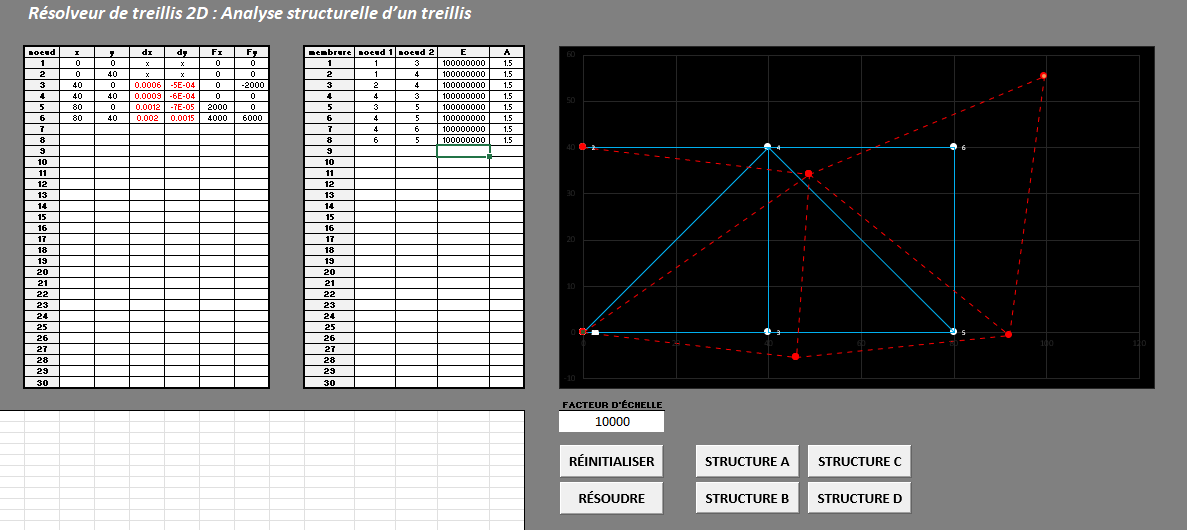 Résolveur de treillis 2D : Analyse structurelle d'un treillis
noeud x y dx dy Fx Fy
1 0 0 x x 0 0
2 0 40 x x 0 0
3 40 0 0.0006 -5E-04 0 -2000
4 40 40 0.0009 -6E-04 0 0
5 80 0 0.0012 -7E-05 2000 0
6 80 40 0.002 0.0015 4000 6000
7
8
9
10
11
12
13
14
15
16
17
18
19
20
21
22
23
24
25
26
27
28
29
30
membrure noeud 1 noeud 2 E A
1 1 3 100000000 1.5
2 1 4 100000000 1.5
3 2 4 100000000 1.5
4 4 3 100000000 1.5
5 3 5 100000000 1.5
6 4 5 100000000 1.5
7 4 6 100000000 1.5
8 6 5 100000000 1.5
9
10
11
12
13
14
15
16
17
18
19
20
21
22
23
24
25
26
27
28
29
30
60
50
40 2 4 6
30
20
10
0 3 5
0 20 40 60 80 100 120
10
FACTEUR D'ÉCHELLE
10000
RÉINITIALISER STRUCTURE A STRUCTURE C
RÉSOUDRE STRUCTURE B STRUCTURE D